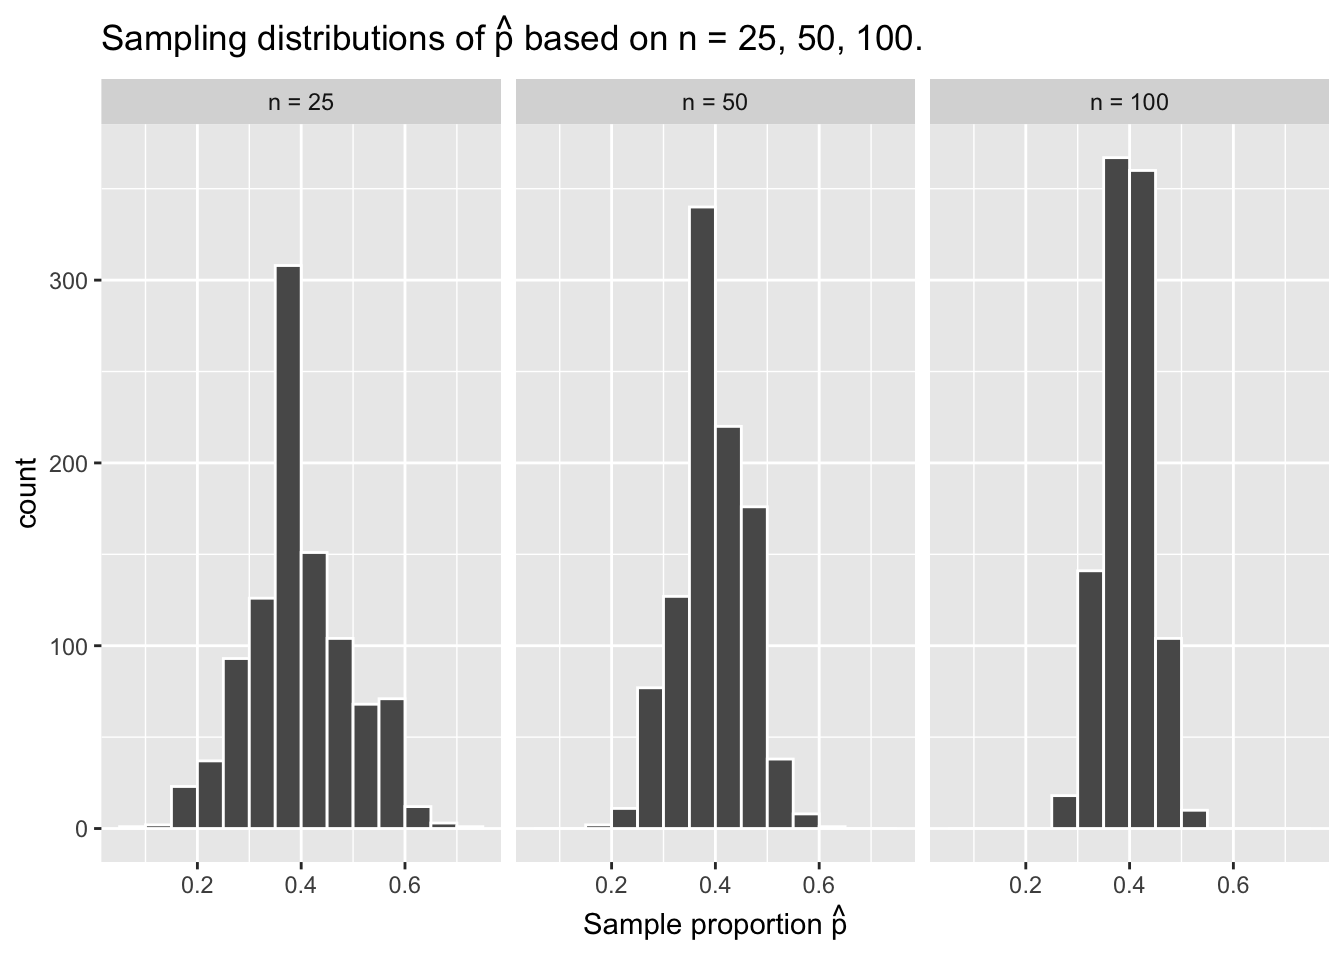 Sampling distributions of p̂ based on n = 25, 50, 100.
n = 25
n = 50
n = 100
count
300
200
100
0
0.2 0.4 0.6
0.2 0.4 0.6
0.2 0.4 0.6
Sample proportion p̂